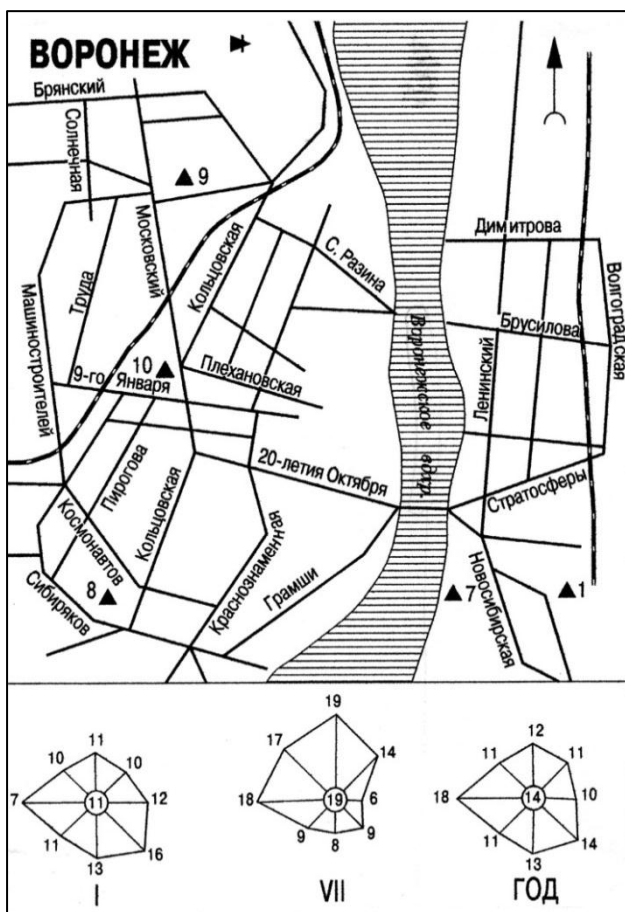 ВОРОНЕЖ
Брянский
Солнечная
9
Московский
Кольцовская
С. Разина
Димитрова
Волгоградская
Машиностроителей
Труда
Воронежское вдхр.
Брусилова
Ленинский
10
9-го Января
Плехановская
20-летия Октября
Стратосферы
Пирогова
Кольцовская
Космонавтов
Краснознаменная
Грамши
Новосибирская
8
7
1
Сибиряков
11
10
10
7
11
12
11
16
13
I
19
17
14
18
19
6
9
8
9
VII
12
11
11
18
14
10
11
14
13
ГОД